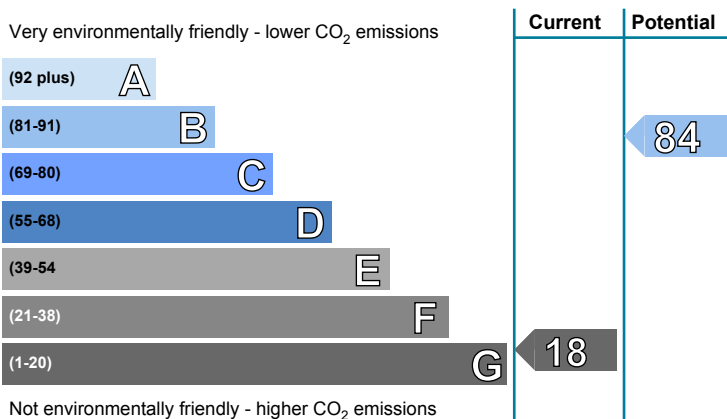 Current Potential
Very environmentally friendly - lower CO2 emissions
(92 plus) A
(81-91) B
84
(69-80) C
(55-68) D
(39-54 E
(21-38) F
(1-20) G
18
Not environmentally friendly - higher CO2 emissions